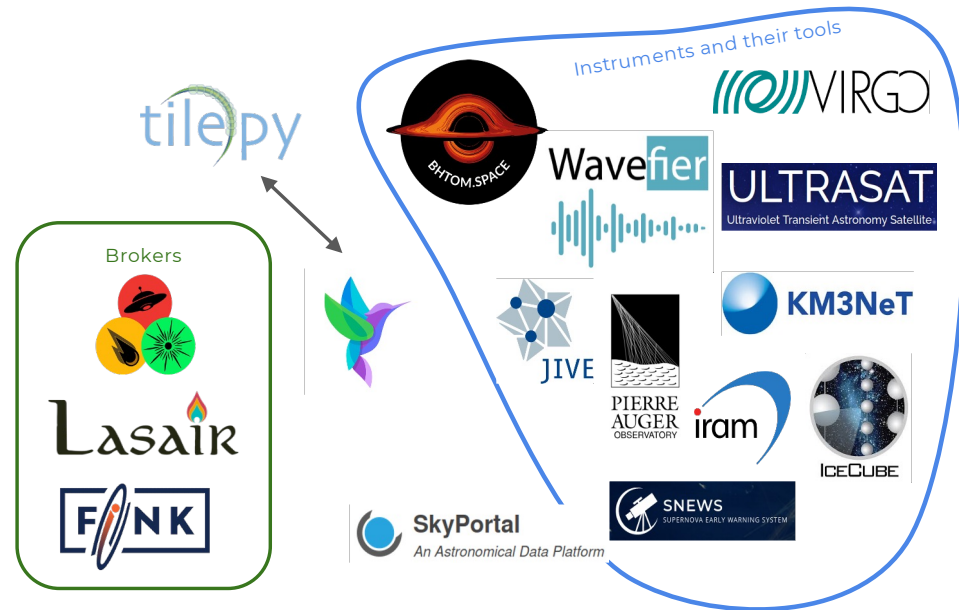 Instruments and their tools
tilepy
BHTOM.SPACE
VIRGO
Wavefier
ULTRASAT
Ultraviolet Transient Astronomy Satellite
Brokers
KM3NeT
JIVE
PIERRE
AUGER
OBSERVATORY
iram
ICECUBE
LASAIR
FINK
SNEWS
SUPERNOVA EARLY WARNING SYSTEM
SkyPortal
An Astronomical Data Platform